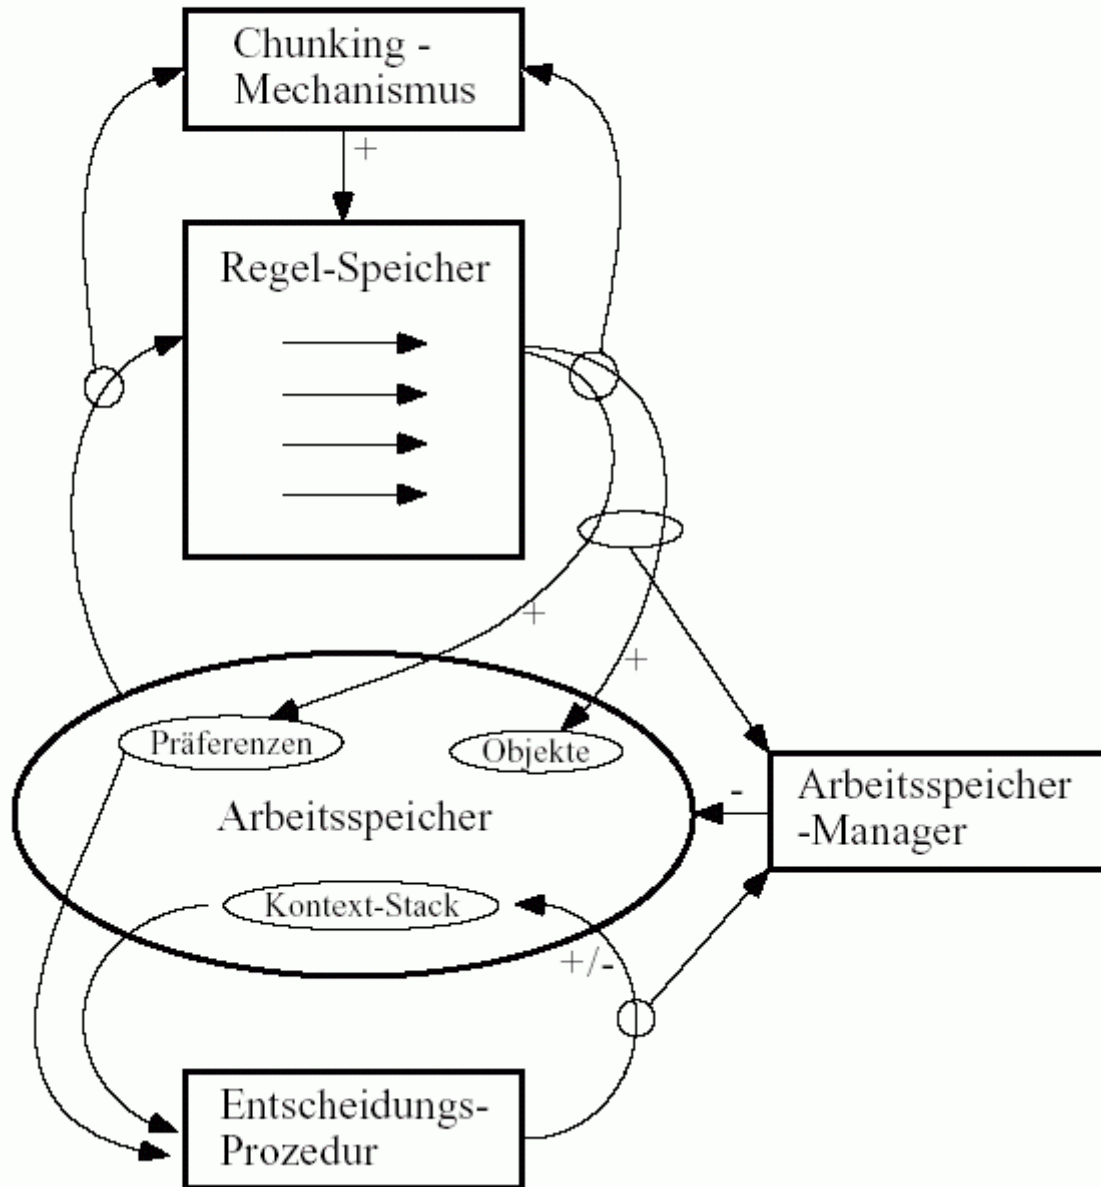 Chunking -
Mechanismus
+
Regel-Speicher
+
+
Präferenzen
Objekte
Arbeitsspeicher
-
Arbeitsspeicher
-Manager
Kontext-Stack
+/-
Entscheidungs-
Prozedur